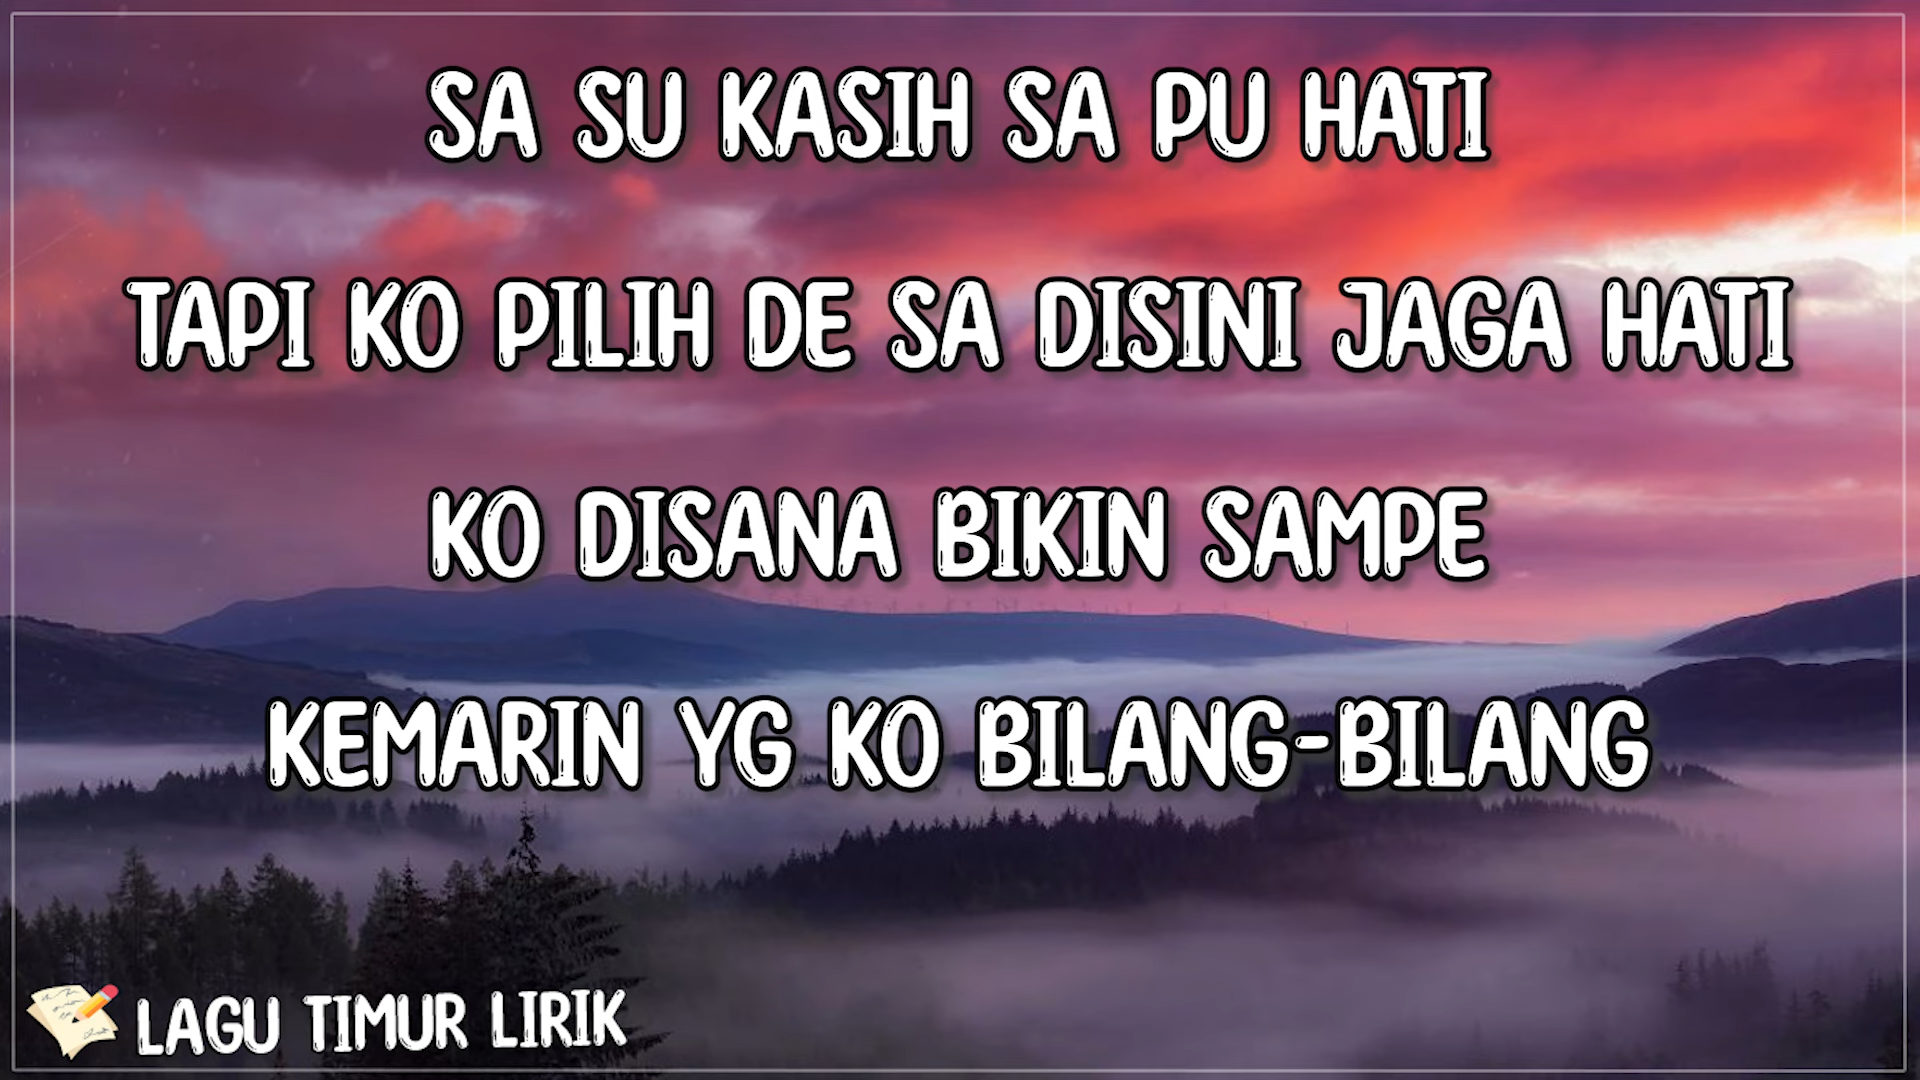 SA SU KASIH SA PU HATI
TAPI KO PILIH DE SA DISINI JAGA HATI
KO DISANA BIKIN SAMPE
KEMARIN YG KO BILANG-BILANG
LAGU TIMUR LIRIK